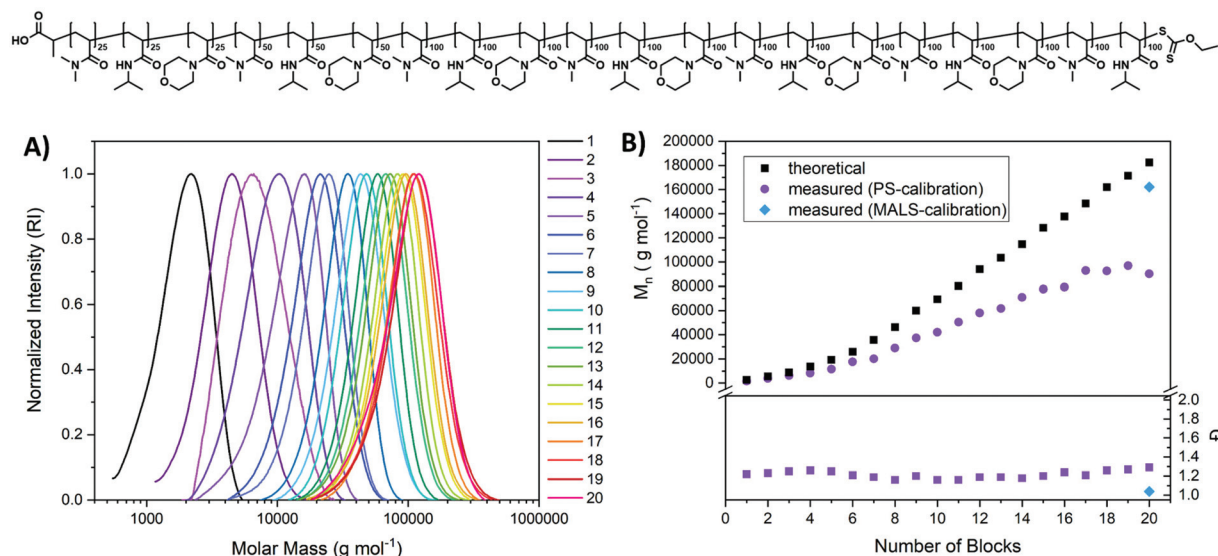 O
HO
25 25 25 50 50 50 100 100 100 100 100 100 100 100 100 100 100 100 100 100
S O
S
N O HN O N O N O HN O N O N O HN O N O N O HN O N O N O HN O N O N O HN O N O N O HN O
O O O O O O
A)
Normalized Intensity (RI)
1.0
0.8
0.6
0.4
0.2
0.0
1000 10000 100000 1000000
Molar Mass (g mol⁻¹)
1
2
3
4
5
6
7
8
9
10
11
12
13
14
15
16
17
18
19
20
B)
Mₙ ( g mol⁻¹)
200000
180000
160000
140000
120000
100000
80000
60000
40000
20000
0
theoretical
measured (PS-calibration)
measured (MALS-calibration)
2.0
1.8
1.6
1.4
1.2
1.0
0 2 4 6 8 10 12 14 16 18 20
Number of Blocks